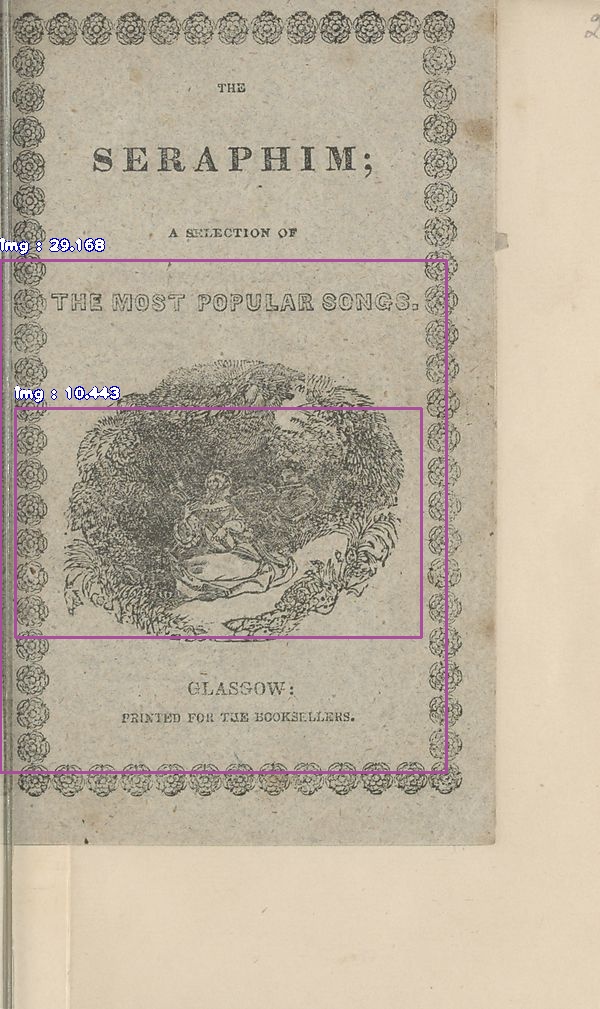 2
THE
SERAPHIM;
A SELECTION OF
Img : 29.168
THE MOST POPULAR SONGS.
Img : 10.443
GLASGOW:
PRINTED FOR THE BOOKSELLERS.